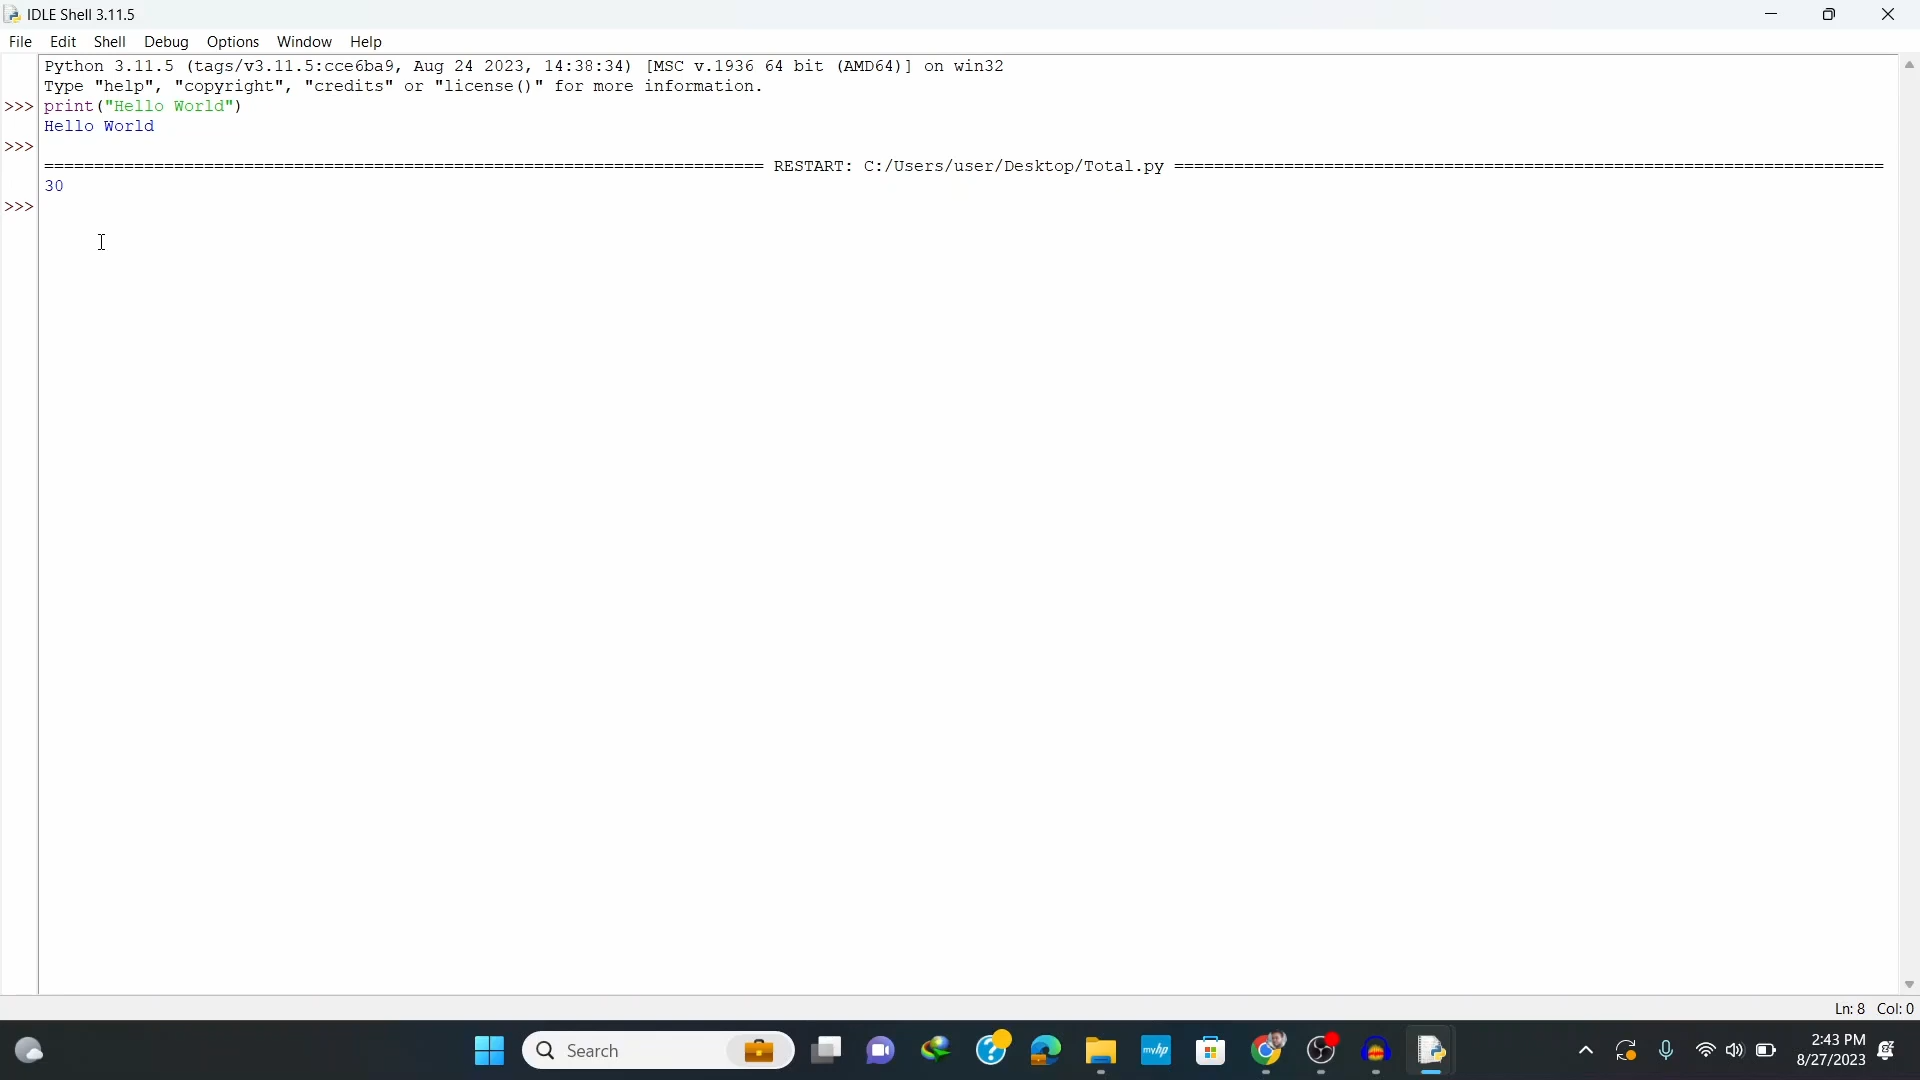 IDLE Shell 3.11.5
File Edit Shell Debug Options Window Help
Python 3.11.5 (tags/v3.11.5:cce6ba9, Aug 24 2023, 14:38:34) [MSC v.1936 64 bit (AMD64)] on win32
Type "help", "copyright", "credits" or "license()" for more information.
>>> print("Hello World")
Hello World
>>>
======================================================================== RESTART: C:/Users/user/Desktop/Total.py =======================================================================
30
>>>
Ln: 8 Col: 0
Search
myhp
2:43 PM
8/27/2023